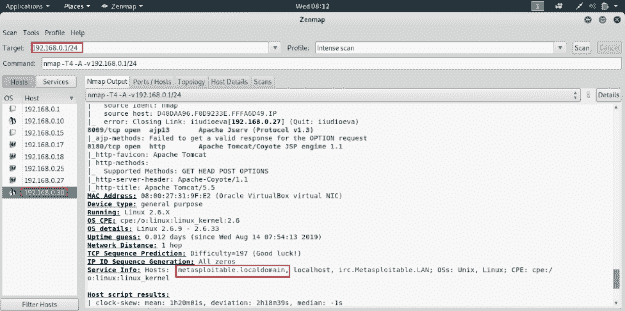 Applications Places Zenmap Wed 08:12
Zenmap
Scan Tools Profile Help
Target: 192.168.0.1/24 Profile: Intense scan Scan Cancel
Command: nmap -T4 -A -v 192.168.0.1/24
Hosts Services Nmap Output Ports / Hosts Topology Host Details Scans
OS Host nmap -T4 -A -v 192.168.0.1/24 Details
192.168.0.1
192.168.0.10
192.168.0.15
192.168.0.17
192.168.0.18
192.168.0.25
192.168.0.27
192.168.0.30
| source ident: nmap
| source host:
|_ error: Closing Link: [192.168.0.27] (Quit: )
8009/tcp open ajp13 Apache Jserv (Protocol v1.3)
|_ajp-methods: Failed to get a valid response for the OPTION request
8180/tcp open http Apache Tomcat/Coyote JSP engine 1.1
|_http-favicon: Apache Tomcat
| http-methods:
|_ Supported Methods: GET HEAD POST OPTIONS
|_http-server-header: Apache-Coyote/1.1
|_http-title: Apache Tomcat/5.5
MAC Address: 08:00:27:31:9F:E2 (Oracle VirtualBox virtual NIC)
Device type: general purpose
Running: Linux 2.6.X
OS CPE: cpe:/o:linux:linux_kernel:2.6
OS details: Linux 2.6.9 - 2.6.33
Uptime guess: 0.012 days (since Wed Aug 14 07:54:13 2019)
Network Distance: 1 hop
TCP Sequence Prediction: Difficulty=197 (Good luck!)
IP ID Sequence Generation: All zeros
Service Info: Hosts: metasploitable.localdomain, localhost, irc.Metasploitable.LAN; OSs: Unix, Linux; CPE: cpe:/
o:linux:linux_kernel
Host script results:
| clock-skew: mean: 1h20m01s, deviation: 2h18m39s, median: -1s
Filter Hosts